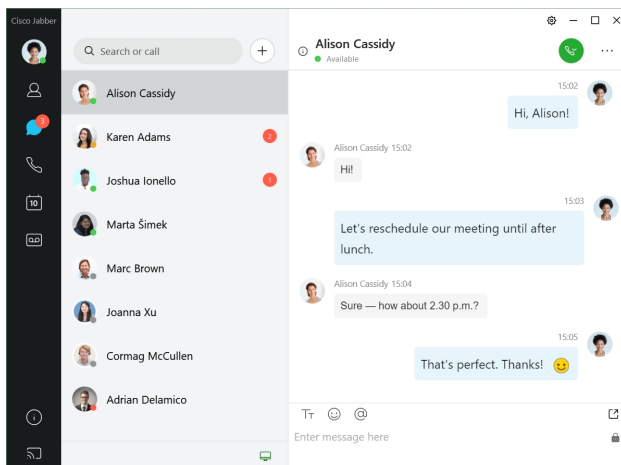 Cisco Jabber
3
10
Search or call
Alison Cassidy
Karen Adams
2
Joshua Ionello
1
Marta Šimek
Marc Brown
Joanna Xu
Cormag McCullen
Adrian Delamico
Alison Cassidy
Available
15:02
Hi, Alison!
Alison Cassidy 15:02
Hi!
15:03
Let's reschedule our meeting until after
lunch.
Alison Cassidy 15:04
Sure — how about 2.30 p.m.?
15:05
That's perfect. Thanks!
TT
@
Enter message here